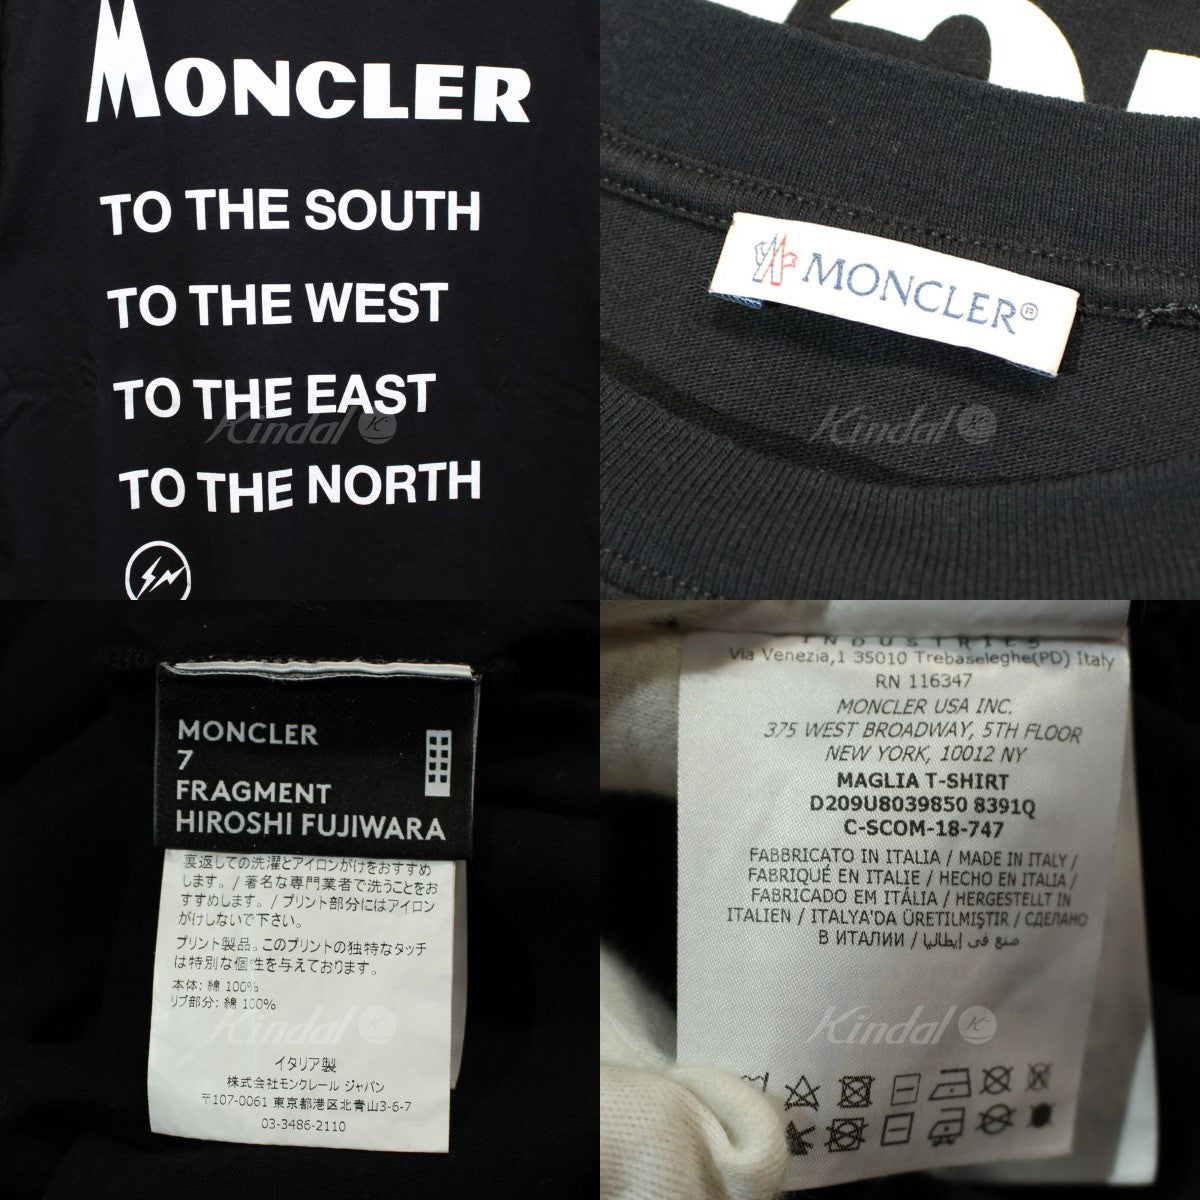 MONCLER
TO THE SOUTH
TO THE WEST
TO THE EAST
TO THE NORTH
Kindal
MONCLER®
Kindal
MONCLER
7
FRAGMENT
HIROSHI FUJIWARA
裏返しての洗濯とアイロンがけをおすすめ
します。/ 著名な専門業者で洗うことをお
すすめします。/ プリント部分にはアイロン
がけしないで下さい。
プリント製品。このプリントの独特なタッチ
は特別な個性を与えております。
本体: 綿 100%
リブ部分: 綿 100%
Kindal
イタリア製
株式会社モンクレール ジャパン
〒107-0061 東京都港区北青山3-6-7
03-3486-2110
INDUSTRIES
Via Venezia,1 35010 Trebaseleghe(PD) Italy
RN 116347
MONCLER USA INC.
375 WEST BROADWAY, 5TH FLOOR
NEW YORK, 10012 NY
MAGLIA T-SHIRT
D209U8039850 8391Q
C-SCOM-18-747
FABBRICATO IN ITALIA / MADE IN ITALY /
FABRIQUÉ EN ITALIE / HECHO EN ITALIA /
FABRICADO EM ITÁLIA / HERGESTELLT IN
ITALIEN / ITALYA'DA ÜRETILMIŞTIR / СДЕЛАНО
В ИТАЛИИ / صنع في إيطاليا
Kindal